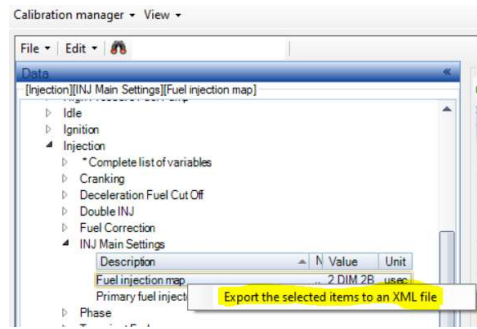 Calibration manager View
File Edit
Data
[Injection][INJ Main Settings][Fuel injection map]
Idle
Ignition
Injection
* Complete list of variables
Cranking
Deceleration Fuel Cut Off
Double INJ
Fuel Correction
INJ Main Settings
Description N Value Unit
Fuel injection map .. 2 DIM 2B usec
Primary fuel inject Export the selected items to an XML file
Phase